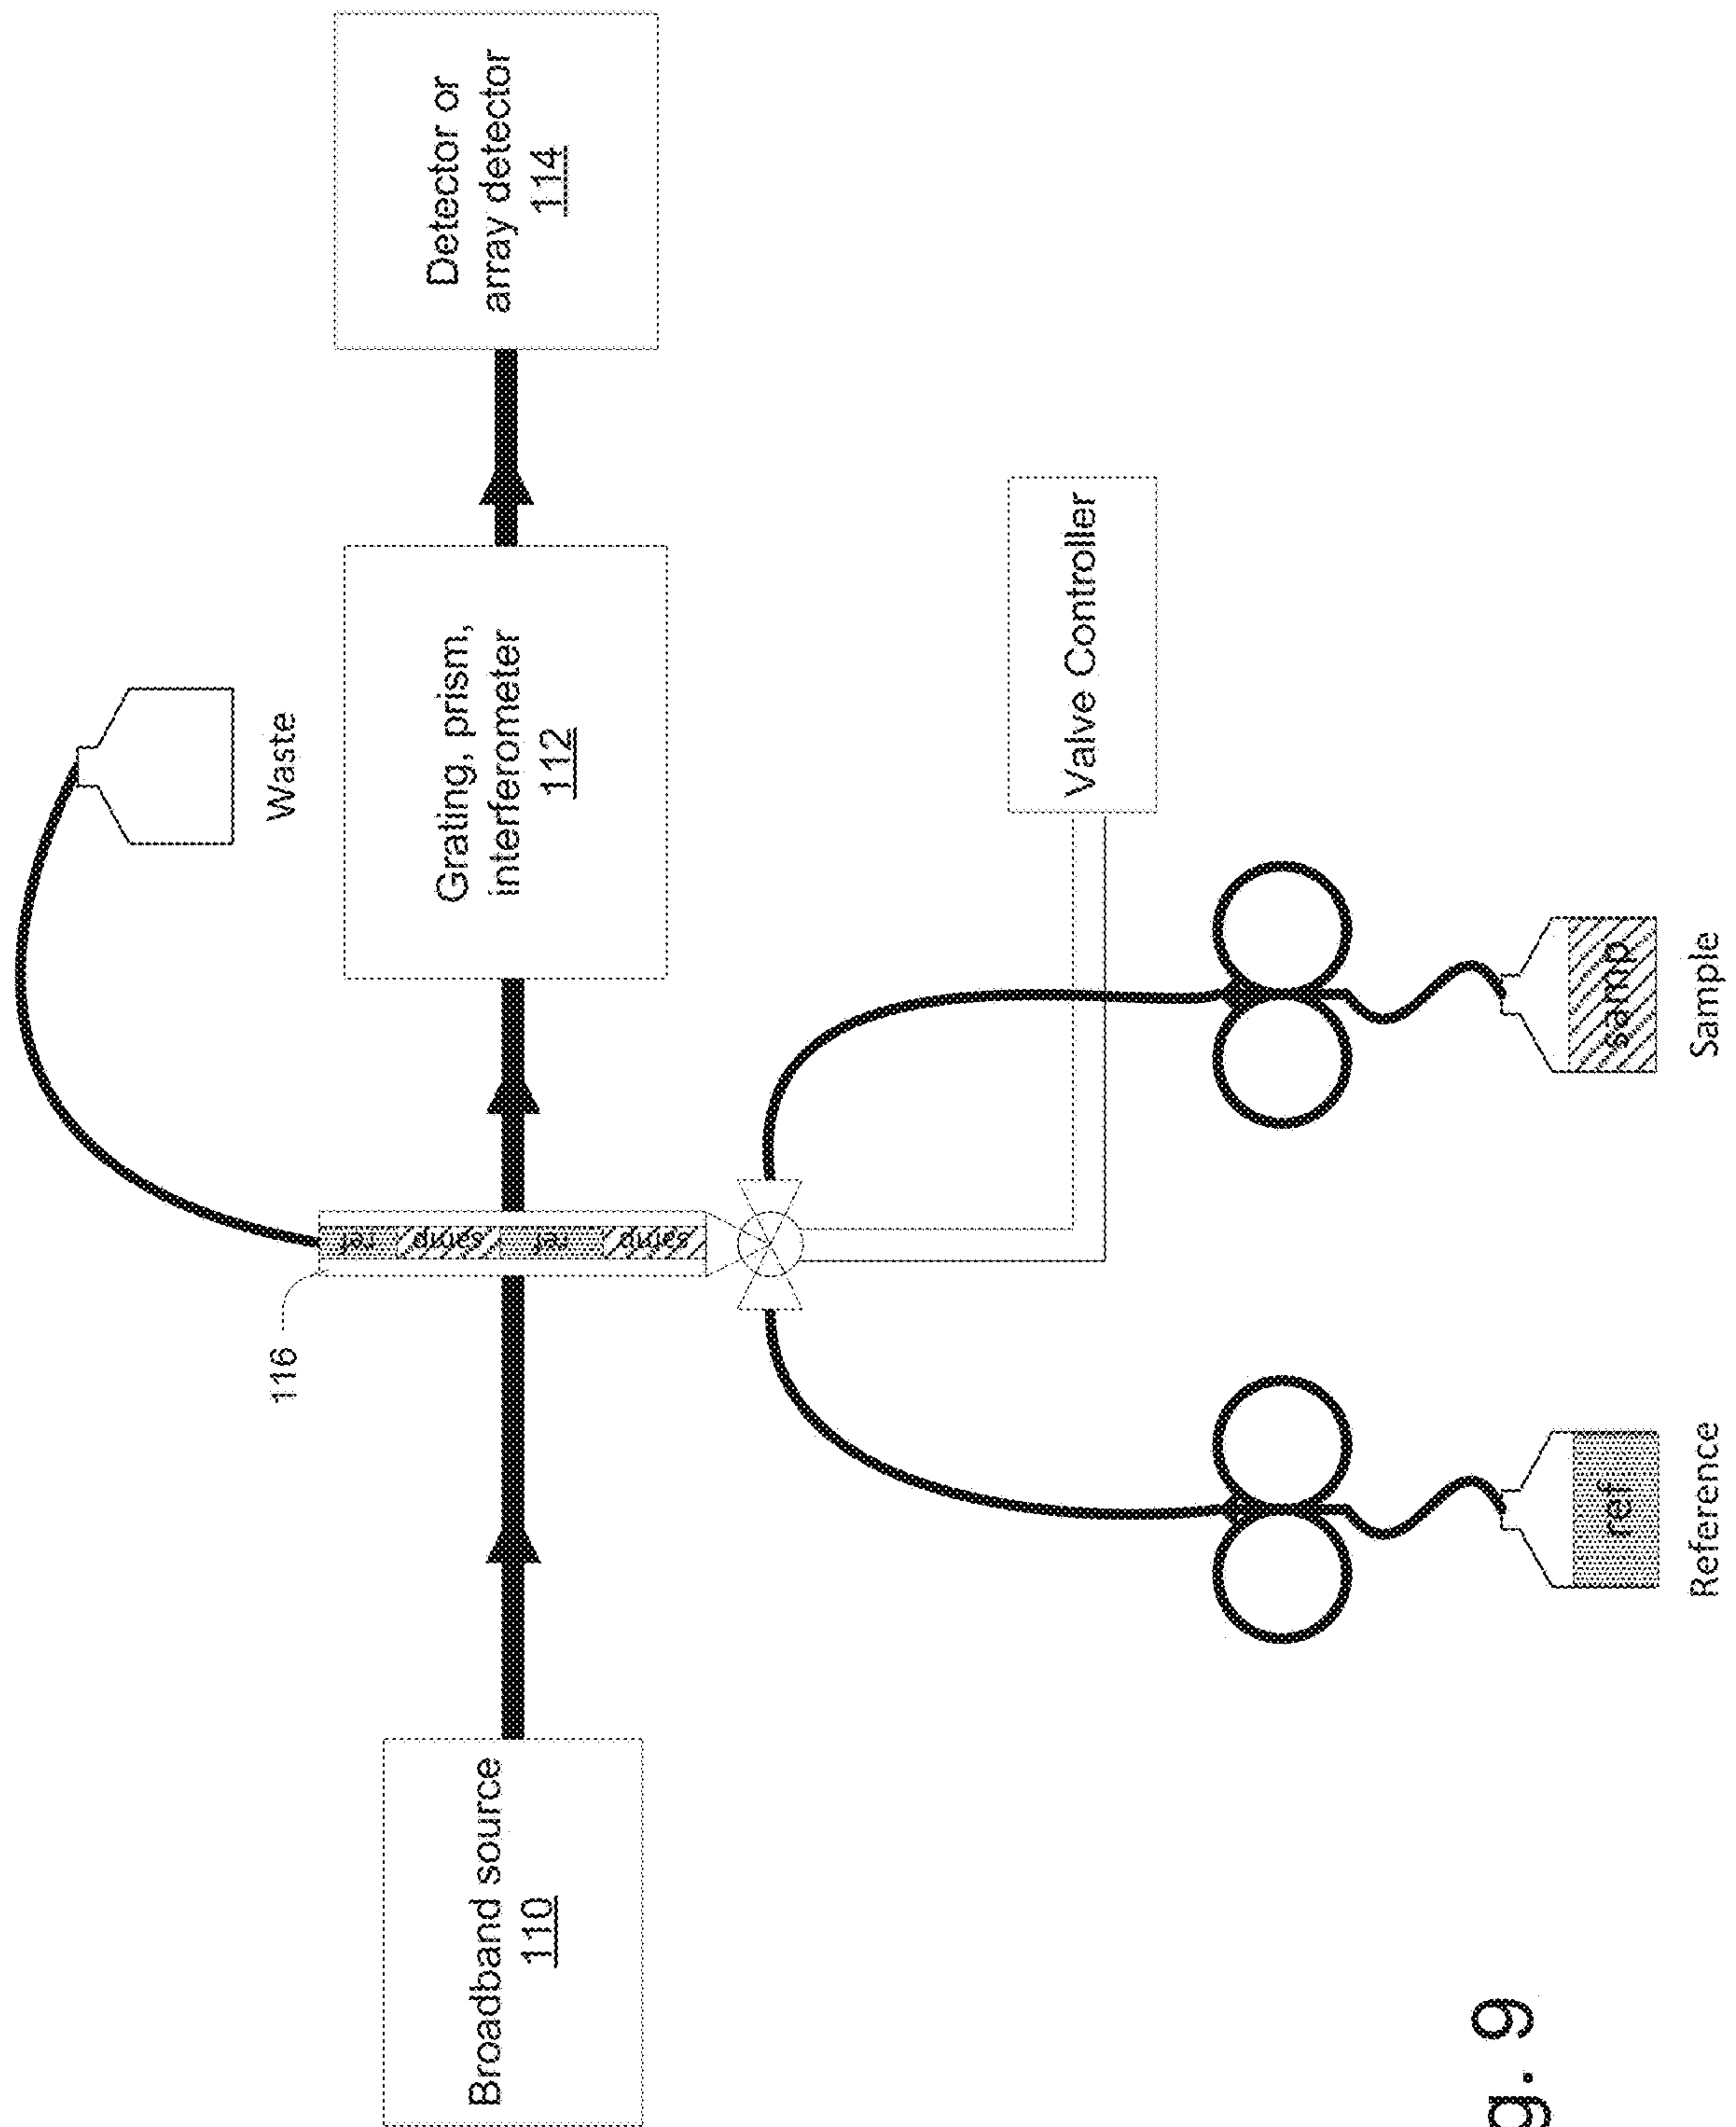 Waste
116
ref
samp
ref
samp
Broadband source
110
Grating, prism,
interferometer
112
Detector or
array detector
114
Valve Controller
ref
samp
Reference
Sample
g. 9